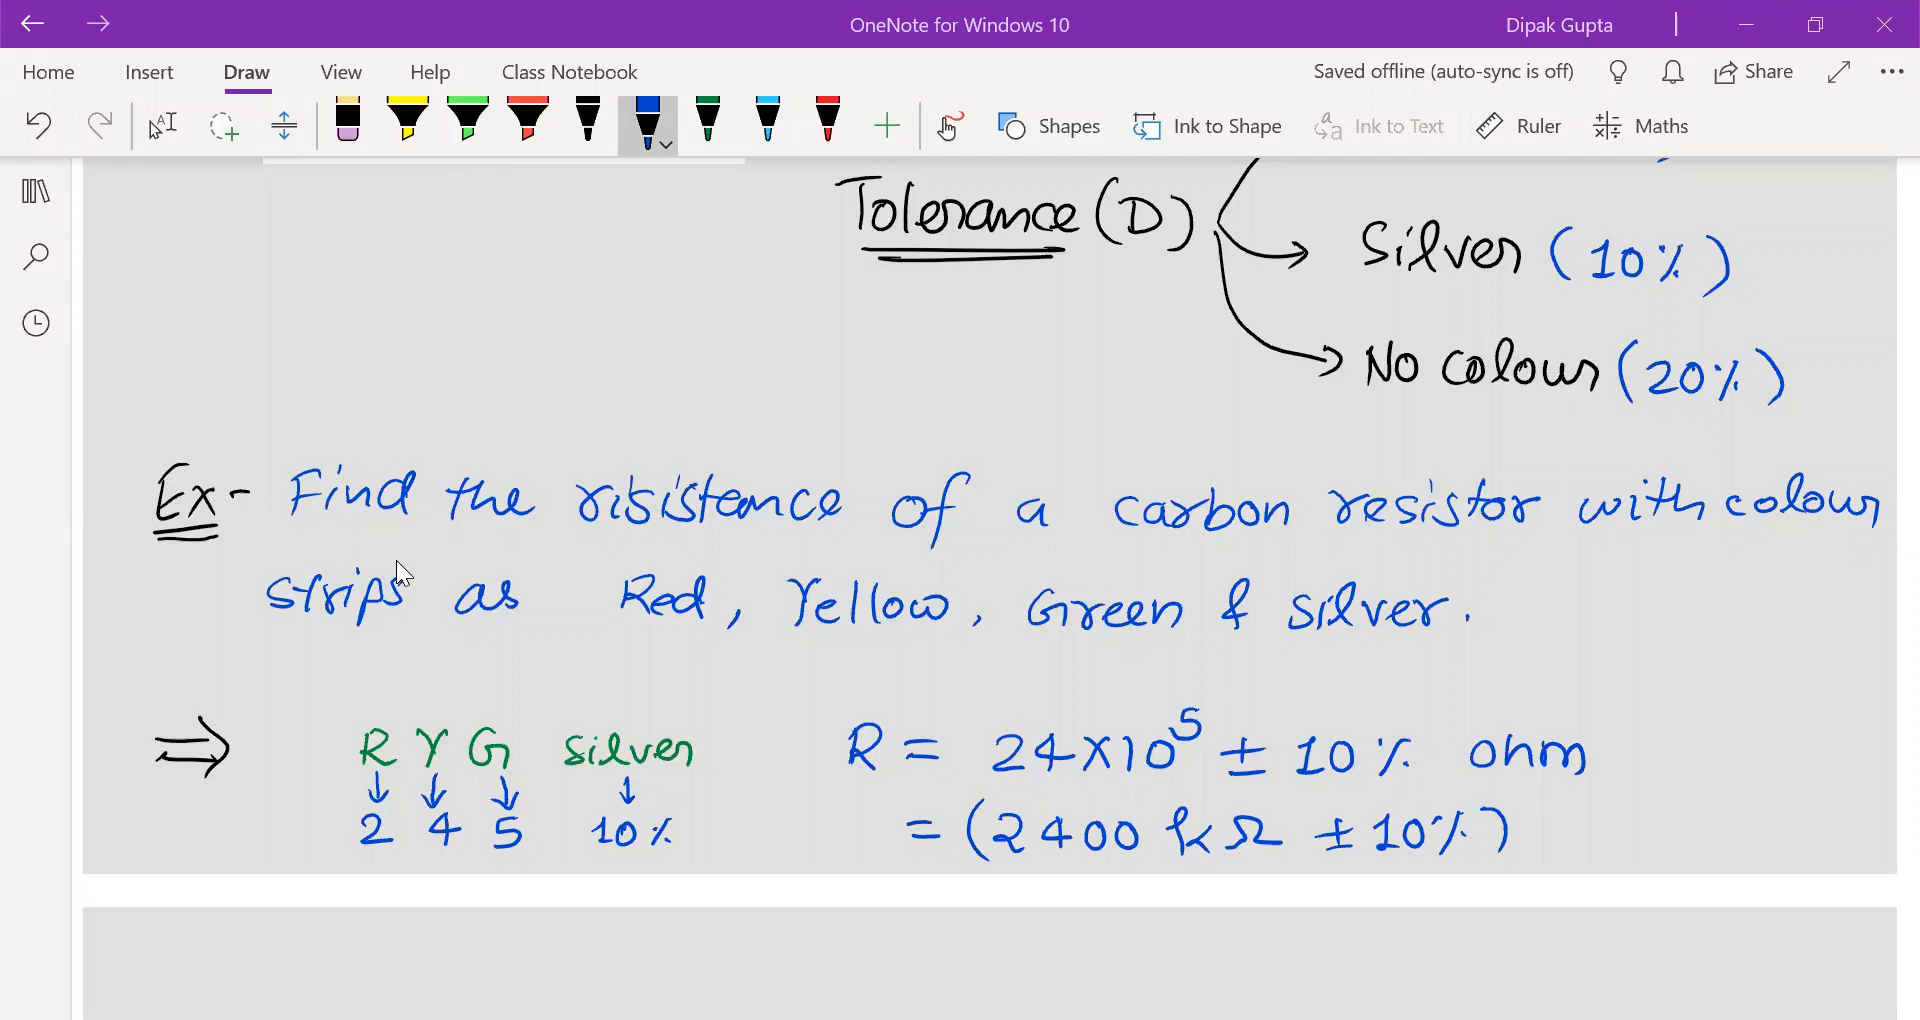 OneNote for Windows 10
Dipak Gupta
Home Insert Draw View Help Class Notebook
Saved offline (auto-sync is off) Share
Shapes Ink to Shape Ink to Text Ruler Maths
Tolerance (D)
Silver (10%)
No colour (20%)
Ex- Find the risistance of a carbon resistor with colour
strips as Red, Yellow, Green & silver.
⇒ R Y G silver R = 24×10⁵ ± 10% ohm
↓ ↓ ↓ ↓
2 4 5 10% = (2400 kΩ ±10%)